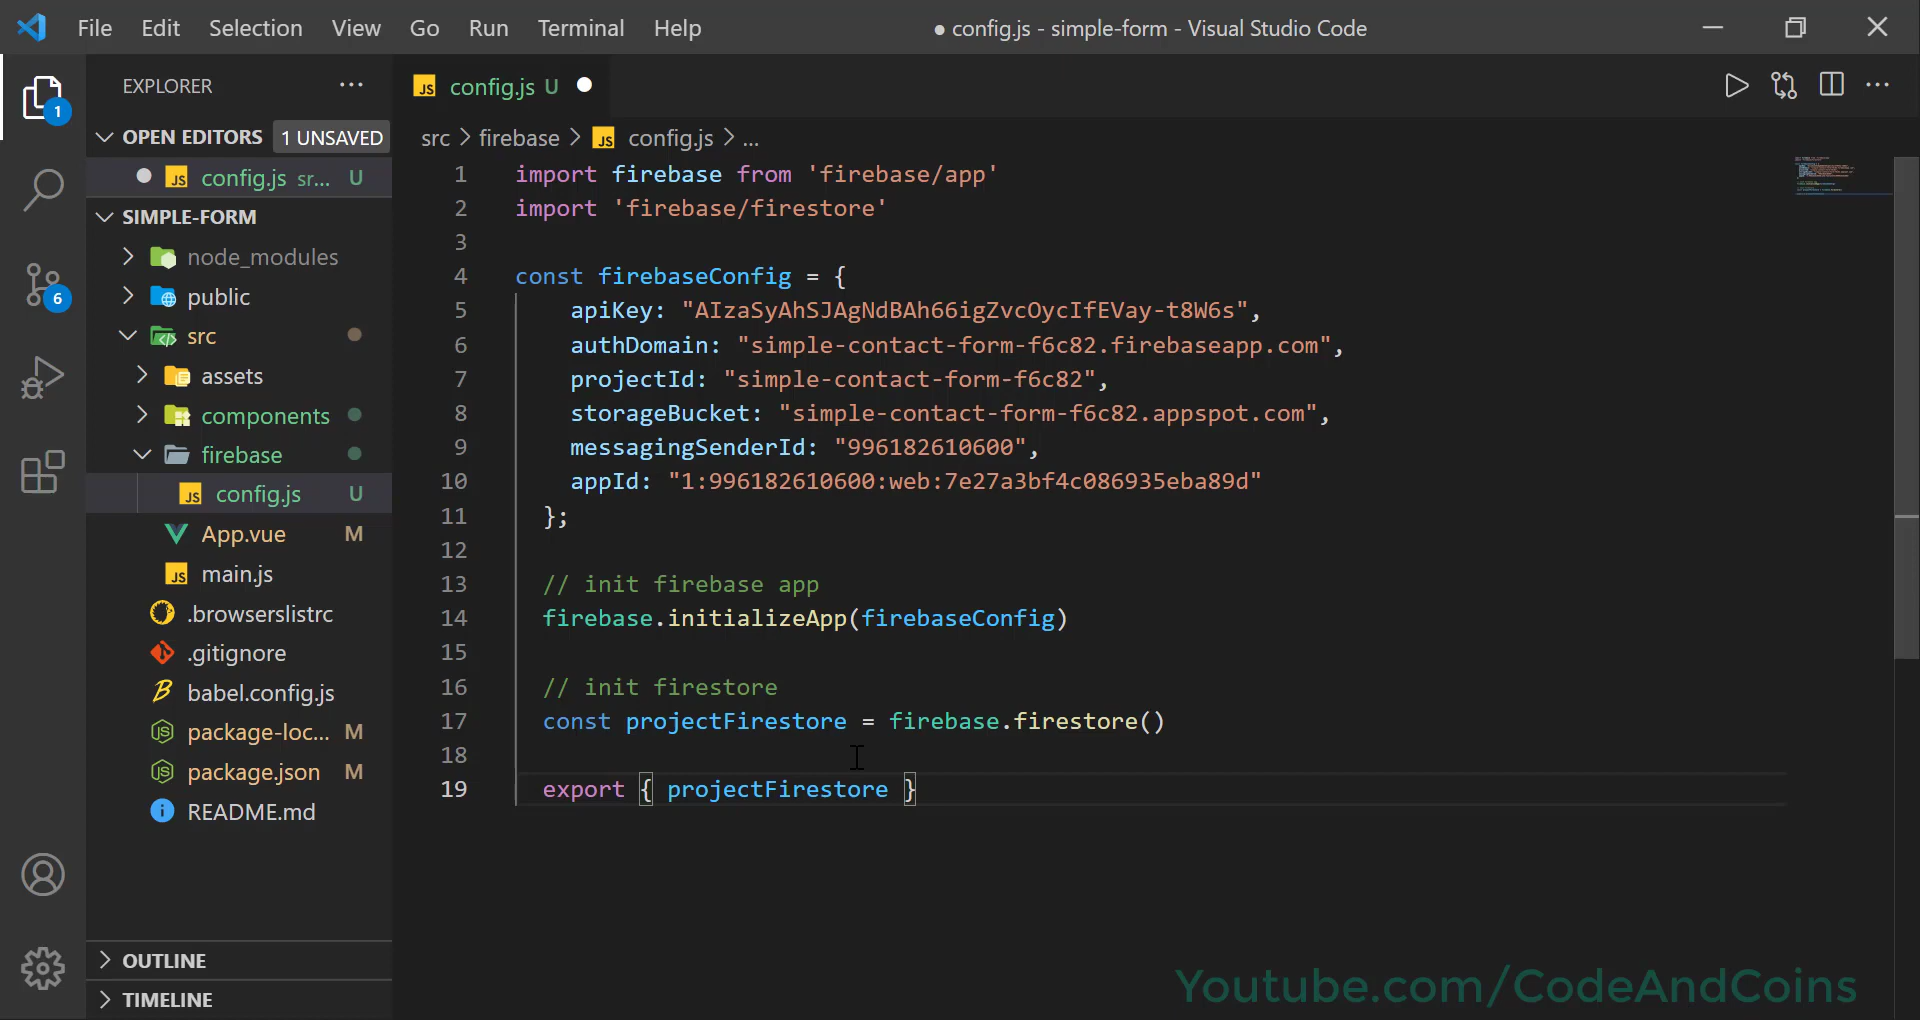 File Edit Selection View Go Run Terminal Help
● config.js - simple-form - Visual Studio Code
EXPLORER
OPEN EDITORS 1 UNSAVED
config.js sr... U
SIMPLE-FORM
node_modules
public
src
assets
components
firebase
config.js U
App.vue M
main.js
.browserslistrc
.gitignore
babel.config.js
package-loc... M
package.json M
README.md
OUTLINE
TIMELINE
1
6
config.js U
src > firebase > config.js > ...
1 import firebase from 'firebase/app'
2 import 'firebase/firestore'
3
4 const firebaseConfig = {
5 apiKey: "AIzaSyAhSJAgNdBAh66igZvcOycIfEVay-t8W6s",
6 authDomain: "simple-contact-form-f6c82.firebaseapp.com",
7 projectId: "simple-contact-form-f6c82",
8 storageBucket: "simple-contact-form-f6c82.appspot.com",
9 messagingSenderId: "996182610600",
10 appId: "1:996182610600:web:7e27a3bf4c086935eba89d"
11 };
12
13 // init firebase app
14 firebase.initializeApp(firebaseConfig)
15
16 // init firestore
17 const projectFirestore = firebase.firestore()
18
19 export { projectFirestore }
Youtube.com/CodeAndCoins